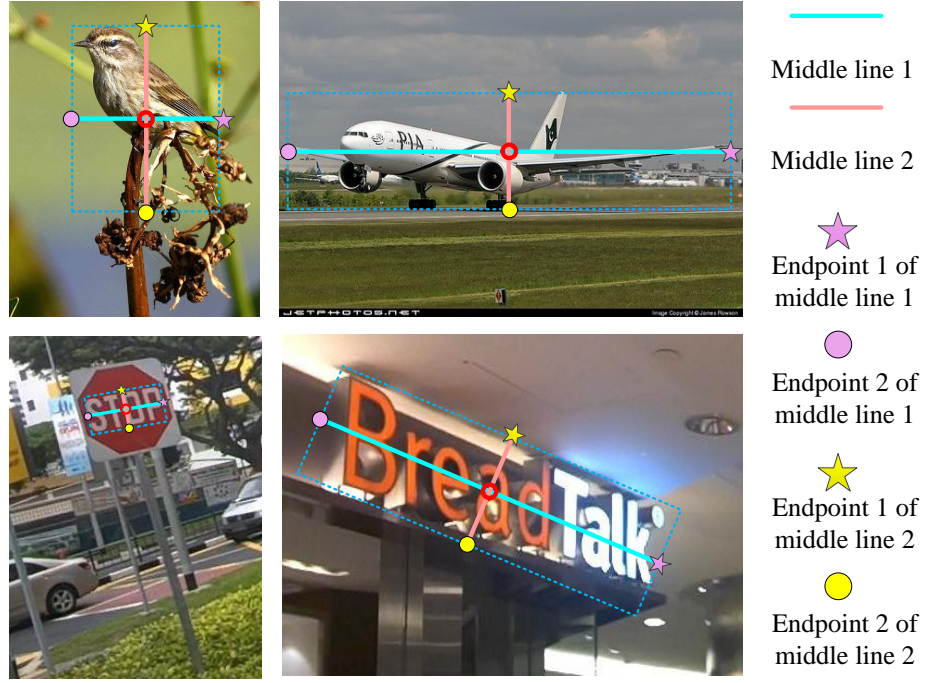 Middle line 1
Middle line 2
PIA
JETPHOTOS.NET
Image Copyright © James Rowson
Endpoint 1 of
middle line 1
Endpoint 2 of
middle line 1
STOP
BreadTalk
Endpoint 1 of
middle line 2
Endpoint 2 of
middle line 2